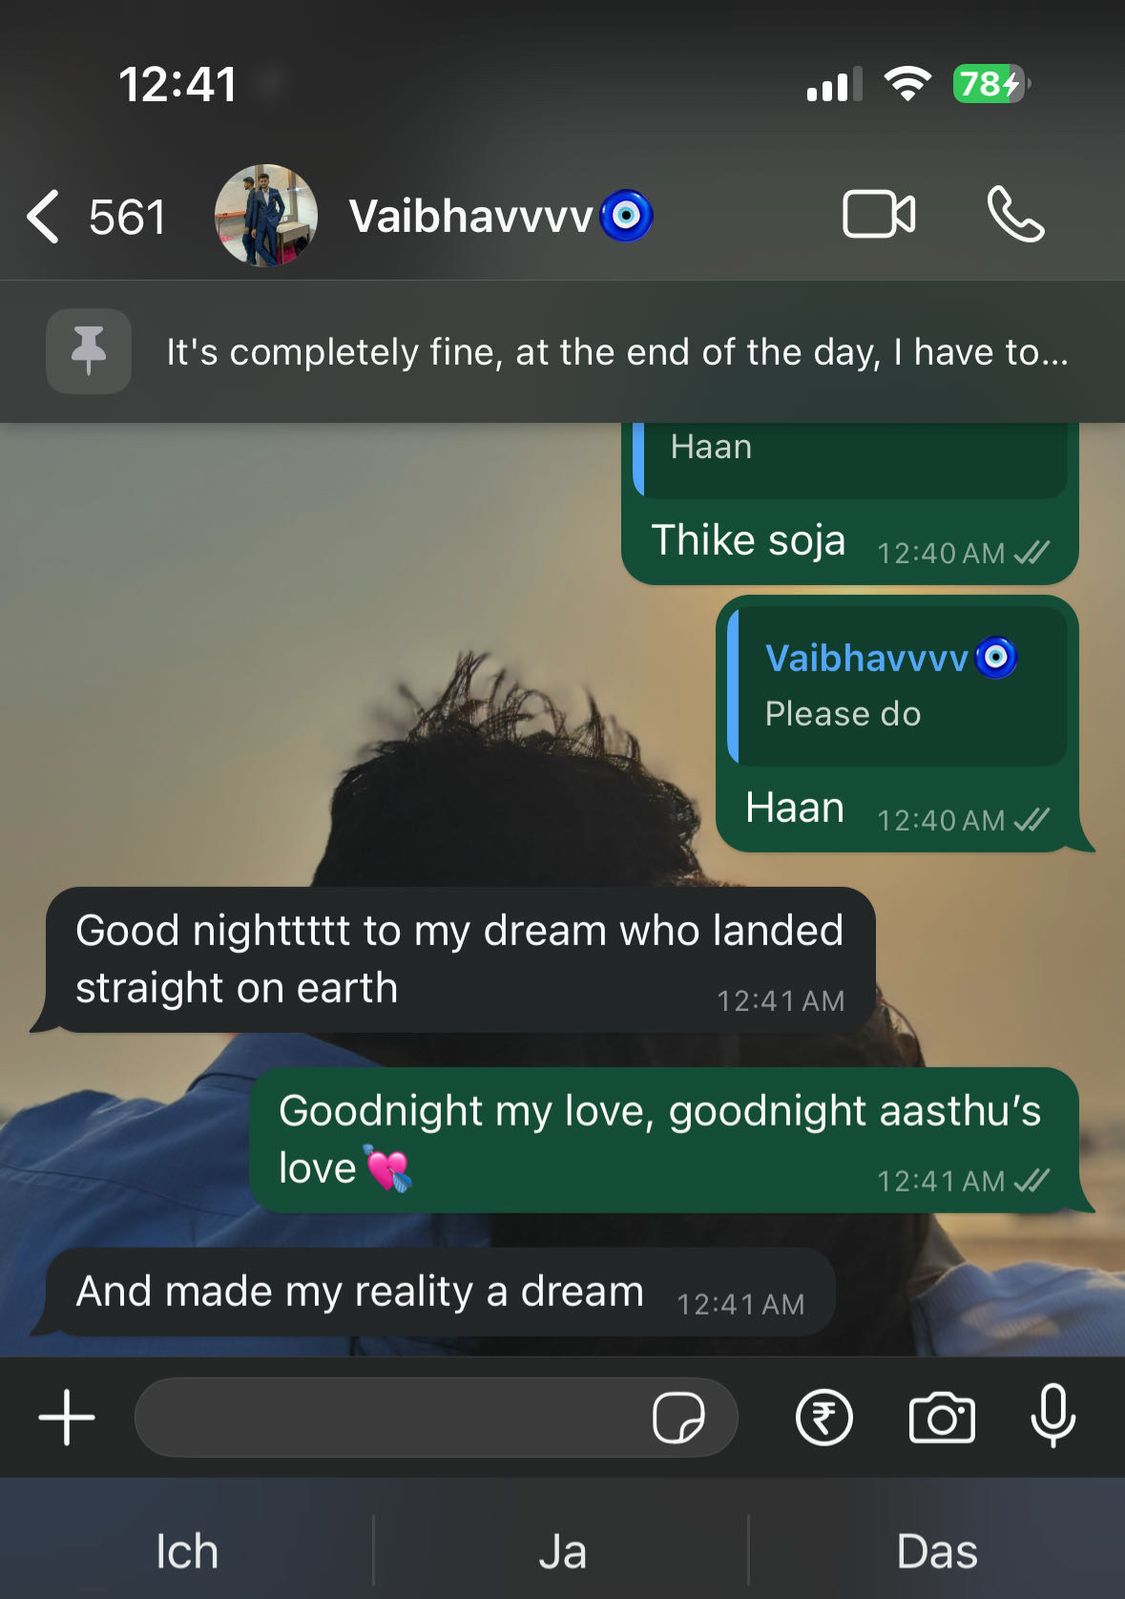 12:41
78
561
Vaibhavvvv🧿
It's completely fine, at the end of the day, I have to...
Haan
Thike soja 12:40 AM
Vaibhavvvv🧿
Please do
Haan 12:40 AM
Good nighttttt to my dream who landed
straight on earth 12:41 AM
Goodnight my love, goodnight aasthu’s
love💘 12:41 AM
And made my reality a dream 12:41 AM
₹
Ich Ja Das